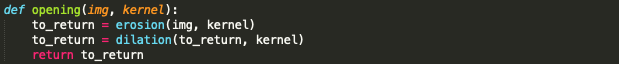 def opening(img, kernel):
    to_return = erosion(img, kernel)
    to_return = dilation(to_return, kernel)
    return to_return